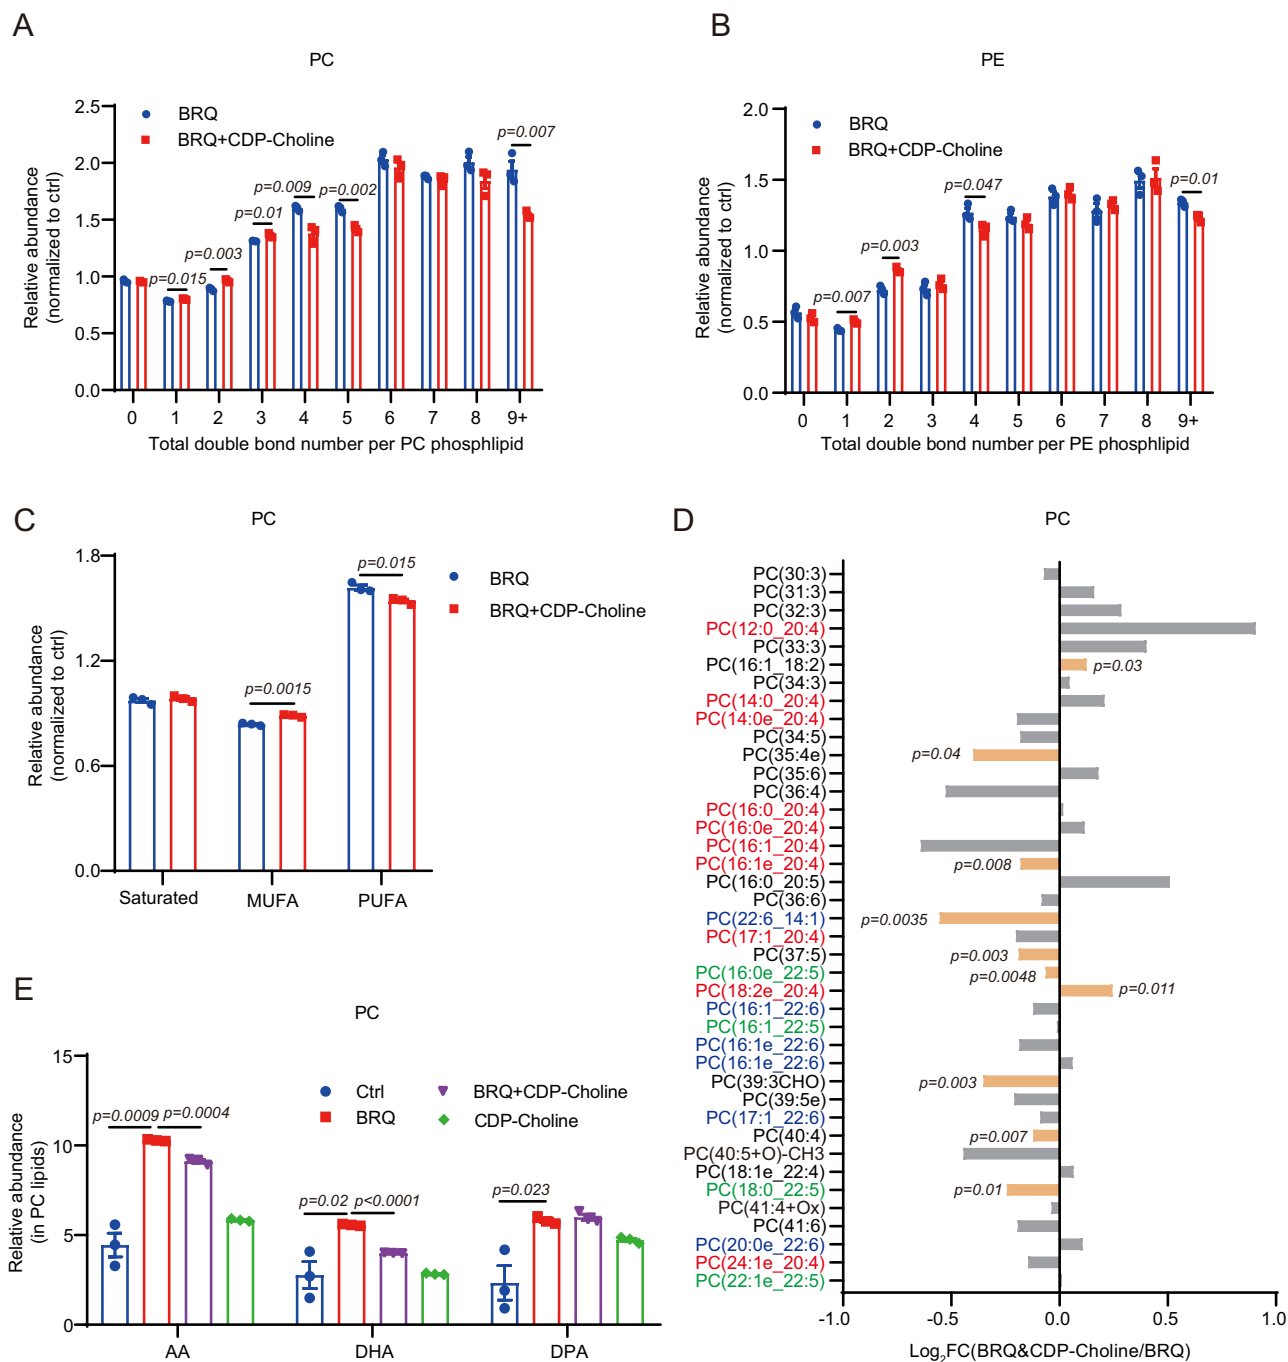 A
PC
Relative abundance
(normalized to ctrl)
2.5
2.0
1.5
1.0
0.5
0.0
BRQ
BRQ+CDP-Choline
p=0.015
p=0.003
p=0.01
p=0.009
p=0.002
p=0.007
0 1 2 3 4 5 6 7 8 9+
Total double bond number per PC phosphlipid
B
PE
Relative abundance
(normalized to ctrl)
2.0
1.5
1.0
0.5
0.0
BRQ
BRQ+CDP-Choline
p=0.007
p=0.003
p=0.047
p=0.01
0 1 2 3 4 5 6 7 8 9+
Total double bond number per PE phosphlipid
C
PC
Relative abundance
(normalized to ctrl)
1.8
1.2
0.6
0.0
p=0.0015
p=0.015
BRQ
BRQ+CDP-Choline
Saturated MUFA PUFA
D
PC
PC(30:3)
PC(31:3)
PC(32:3)
PC(12:0_20:4)
PC(33:3)
PC(16:1_18:2)
p=0.03
PC(34:3)
PC(14:0_20:4)
PC(14:0e_20:4)
PC(34:5)
PC(35:4e)
p=0.04
PC(35:6)
PC(36:4)
PC(16:0_20:4)
PC(16:0e_20:4)
PC(16:1_20:4)
PC(16:1e_20:4)
p=0.008
PC(16:0_20:5)
PC(36:6)
PC(22:6_14:1)
p=0.0035
PC(17:1_20:4)
PC(37:5)
p=0.003
PC(16:0e_22:5)
p=0.0048
PC(18:2e_20:4)
p=0.011
PC(16:1_22:6)
PC(16:1_22:5)
PC(16:1e_22:6)
PC(16:1e_22:6)
PC(39:3CHO)
p=0.003
PC(39:5e)
PC(17:1_22:6)
PC(40:4)
p=0.007
PC(40:5+O)-CH3
PC(18:1e_22:4)
PC(18:0_22:5)
p=0.01
PC(41:4+Ox)
PC(41:6)
PC(20:0e_22:6)
PC(24:1e_20:4)
PC(22:1e_22:5)
-1.0 -0.5 0.0 0.5 1.0
Log2FC(BRQ&CDP-Choline/BRQ)
E
PC
Relative abundance
(in PC lipids)
15
10
5
0
Ctrl
BRQ
BRQ+CDP-Choline
CDP-Choline
p=0.0009 p=0.0004
p=0.02 p<0.0001
p=0.023
AA DHA DPA